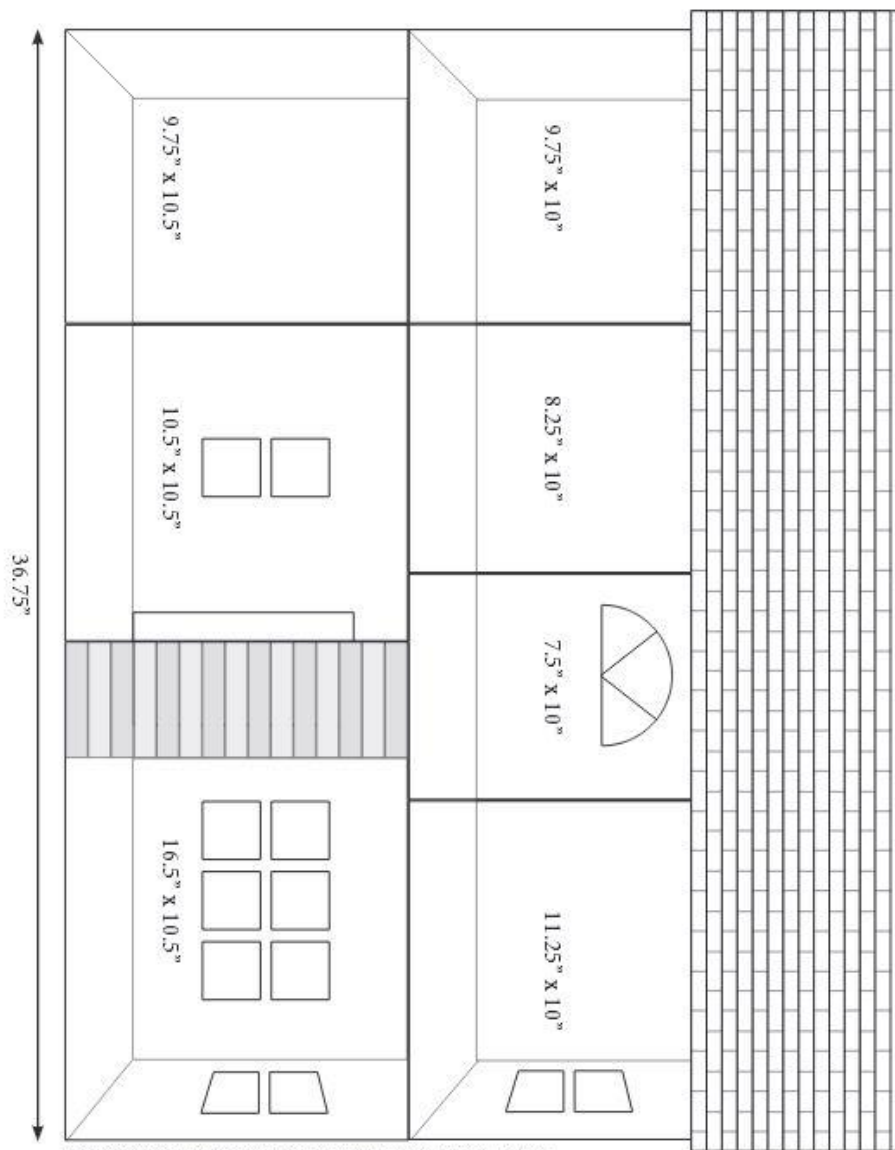 9.75” x 10”
8.25” x 10”
7.5” x 10”
11.25” x 10”
9.75” x 10.5”
10.5” x 10.5”
16.5” x 10.5”
36.75”